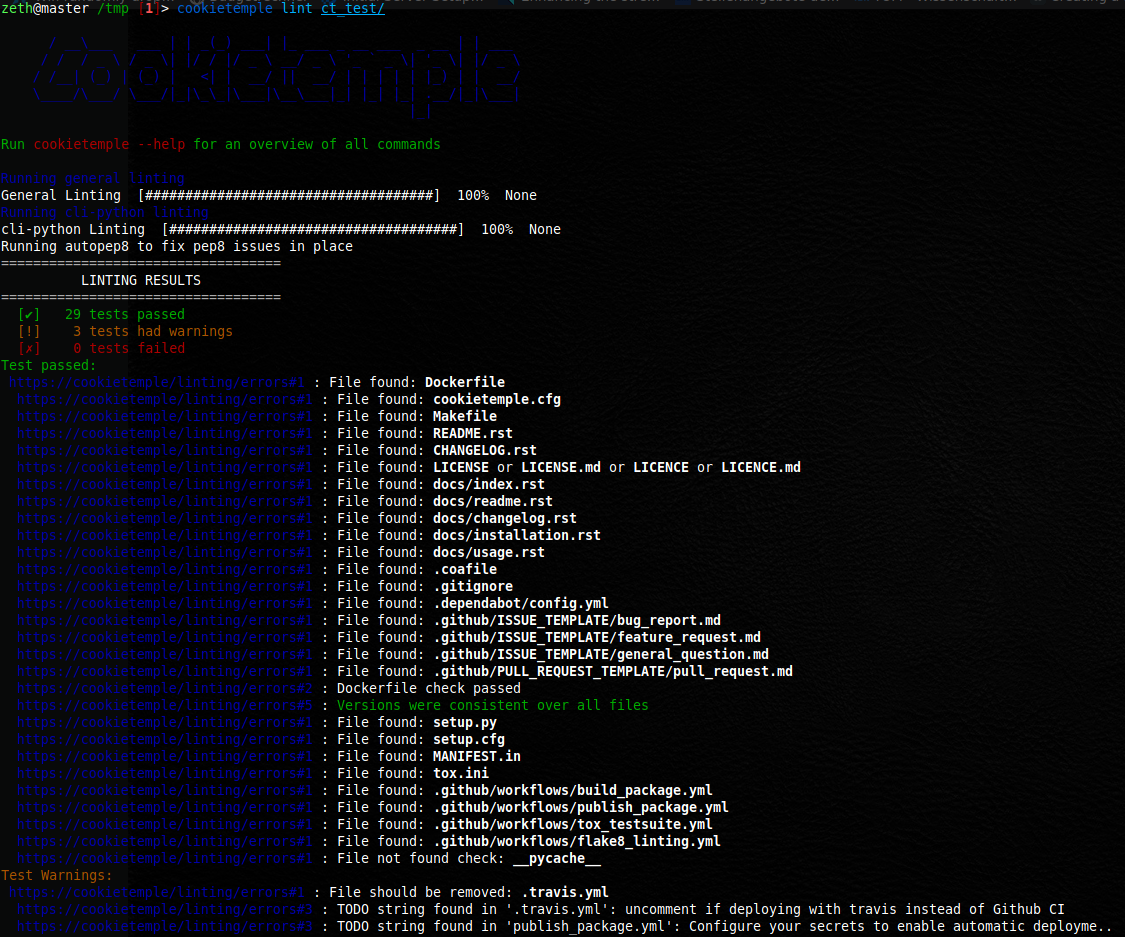 zeth@master /tmp [i]> cookietemple lint ct_test/
cookietemple
Run cookietemple --help for an overview of all commands
Running general linting
General Linting  [####################################]  100%  None
Running cli-python linting
cli-python Linting  [####################################]  100%  None
Running autopep8 to fix pep8 issues in place
===================================
LINTING RESULTS
===================================
[✔]   29 tests passed
[!]    3 tests had warnings
[✗]    0 tests failed
Test passed:
https://cookietemple/linting/errors#1 : File found: Dockerfile
https://cookietemple/linting/errors#1 : File found: cookietemple.cfg
https://cookietemple/linting/errors#1 : File found: Makefile
https://cookietemple/linting/errors#1 : File found: README.rst
https://cookietemple/linting/errors#1 : File found: CHANGELOG.rst
https://cookietemple/linting/errors#1 : File found: LICENSE or LICENSE.md or LICENCE or LICENCE.md
https://cookietemple/linting/errors#1 : File found: docs/index.rst
https://cookietemple/linting/errors#1 : File found: docs/readme.rst
https://cookietemple/linting/errors#1 : File found: docs/changelog.rst
https://cookietemple/linting/errors#1 : File found: docs/installation.rst
https://cookietemple/linting/errors#1 : File found: docs/usage.rst
https://cookietemple/linting/errors#1 : File found: .coafile
https://cookietemple/linting/errors#1 : File found: .gitignore
https://cookietemple/linting/errors#1 : File found: .dependabot/config.yml
https://cookietemple/linting/errors#1 : File found: .github/ISSUE_TEMPLATE/bug_report.md
https://cookietemple/linting/errors#1 : File found: .github/ISSUE_TEMPLATE/feature_request.md
https://cookietemple/linting/errors#1 : File found: .github/ISSUE_TEMPLATE/general_question.md
https://cookietemple/linting/errors#1 : File found: .github/PULL_REQUEST_TEMPLATE/pull_request.md
https://cookietemple/linting/errors#2 : Dockerfile check passed
https://cookietemple/linting/errors#5 : Versions were consistent over all files
https://cookietemple/linting/errors#1 : File found: setup.py
https://cookietemple/linting/errors#1 : File found: setup.cfg
https://cookietemple/linting/errors#1 : File found: MANIFEST.in
https://cookietemple/linting/errors#1 : File found: tox.ini
https://cookietemple/linting/errors#1 : File found: .github/workflows/build_package.yml
https://cookietemple/linting/errors#1 : File found: .github/workflows/publish_package.yml
https://cookietemple/linting/errors#1 : File found: .github/workflows/tox_testsuite.yml
https://cookietemple/linting/errors#1 : File found: .github/workflows/flake8_linting.yml
https://cookietemple/linting/errors#1 : File not found check: __pycache__
Test Warnings:
https://cookietemple/linting/errors#1 : File should be removed: .travis.yml
https://cookietemple/linting/errors#3 : TODO string found in '.travis.yml': uncomment if deploying with travis instead of Github CI
https://cookietemple/linting/errors#3 : TODO string found in 'publish_package.yml': Configure your secrets to enable automatic deployme..